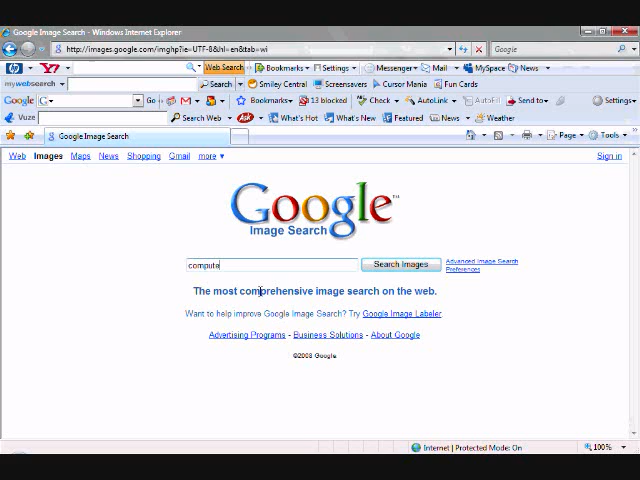 Google Image Search - Windows Internet Explorer
http://images.google.com/imghp?ie=UTF-8&hl=en&tab=wi
Google
hp Y! Web Search Bookmarks Settings Messenger Mail MySpace News
mywebsearch Search Smiley Central Screensavers Cursor Mania Fun Cards
Google G Go Bookmarks 13 blocked Check AutoLink AutoFill Send to Settings
Vuze Search Web Ask What's Hot What's New Featured News Weather
Google Image Search Page Tools
Web Images Maps News Shopping Gmail more Sign in
Google™
Image Search
compute Search Images Advanced Image Search
Preferences
The most comprehensive image search on the web.
Want to help improve Google Image Search? Try Google Image Labeler
Advertising Programs - Business Solutions - About Google
©2008 Google
Internet | Protected Mode: On 100%